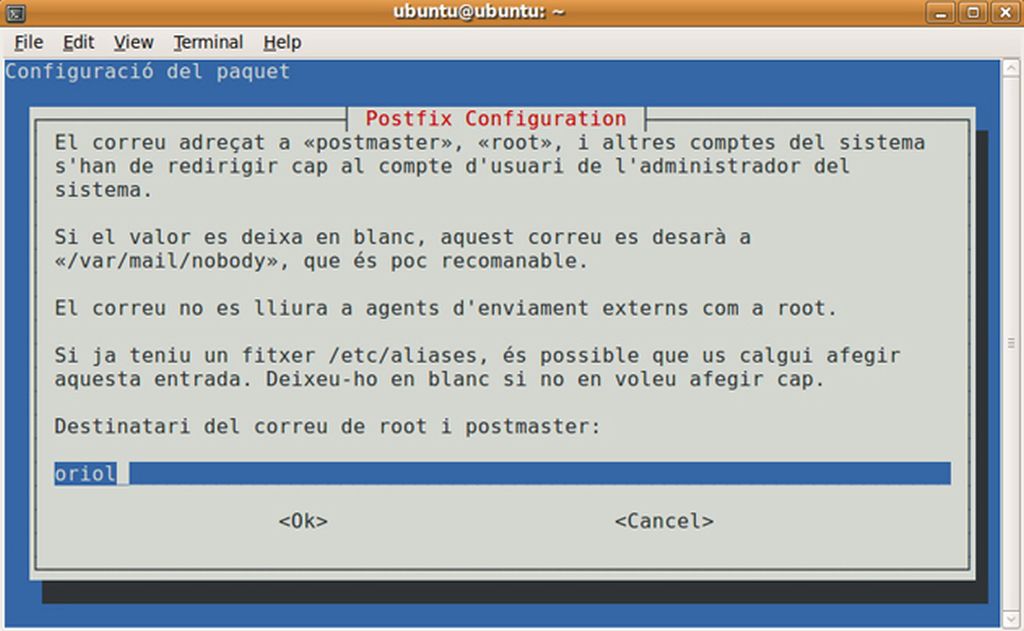 ubuntu@ubuntu: ~
File Edit View Terminal Help
Configuració del paquet
Postfix Configuration
El correu adreçat a «postmaster», «root», i altres comptes del sistema
s'han de redirigir cap al compte d'usuari de l'administrador del
sistema.
Si el valor es deixa en blanc, aquest correu es desarà a
«/var/mail/nobody», que és poc recomanable.
El correu no es lliura a agents d'enviament externs com a root.
Si ja teniu un fitxer /etc/aliases, és possible que us calgui afegir
aquesta entrada. Deixeu-ho en blanc si no en voleu afegir cap.
Destinatari del correu de root i postmaster:
oriol
<Ok> <Cancel>